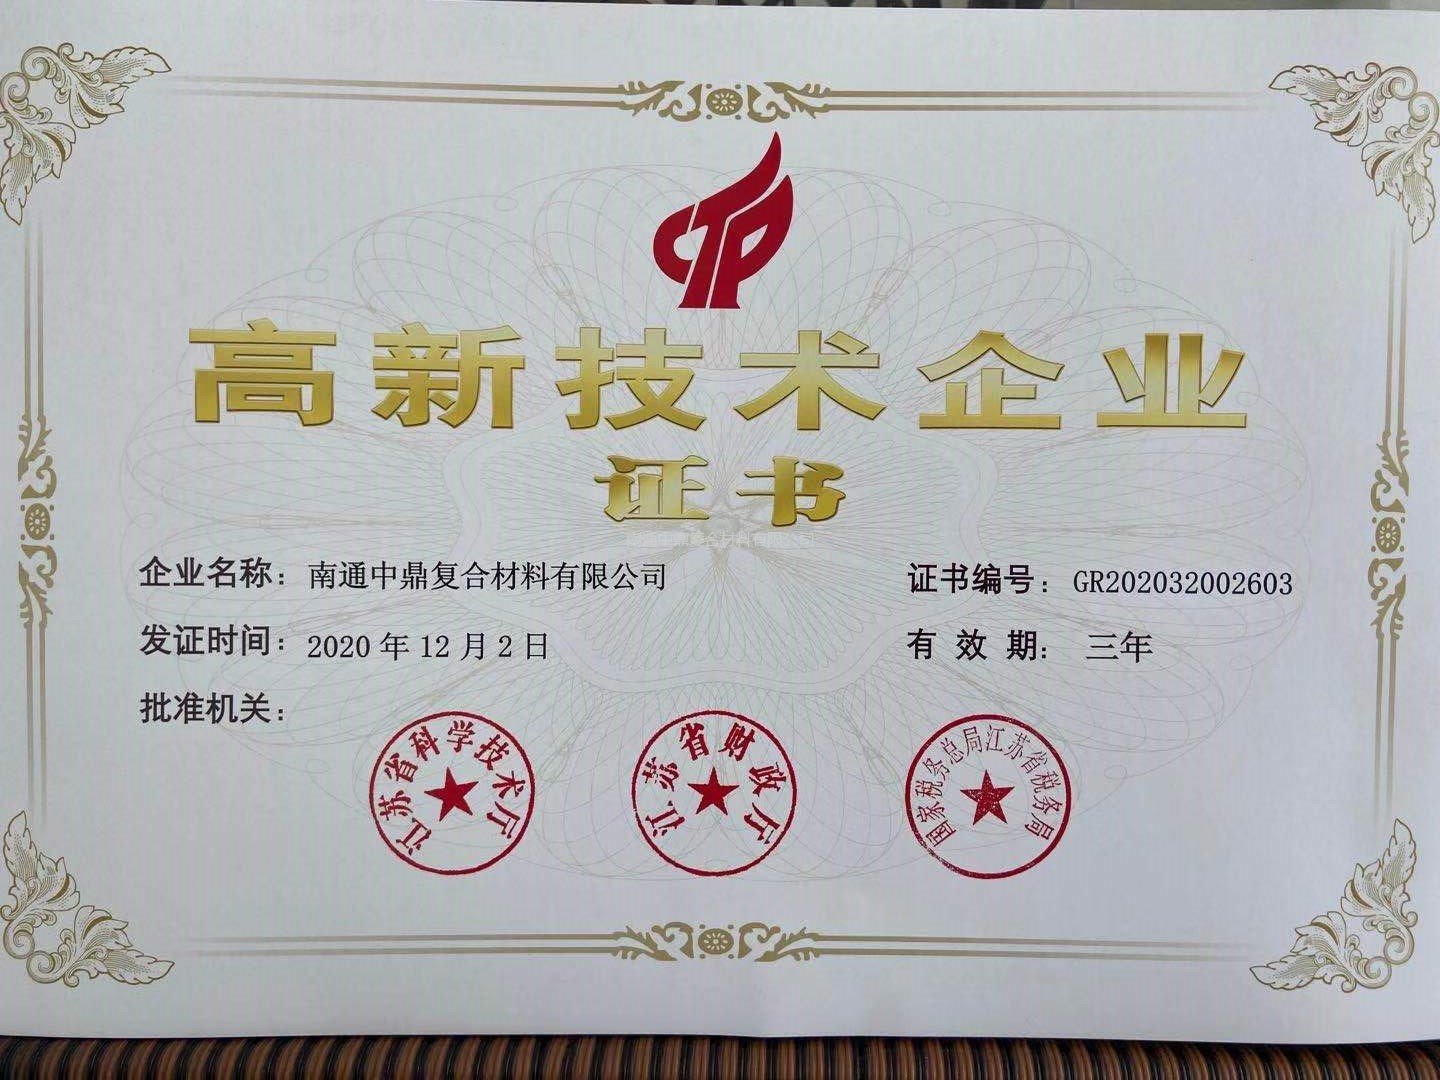 高新技术企业
证书
企业名称：南通中鼎复合材料有限公司
证书编号：GR202032002603
发证时间：2020年12月2日
有效期：三年
批准机关：
江苏省科学技术厅
江苏省财政厅
国家税务总局江苏省税务局